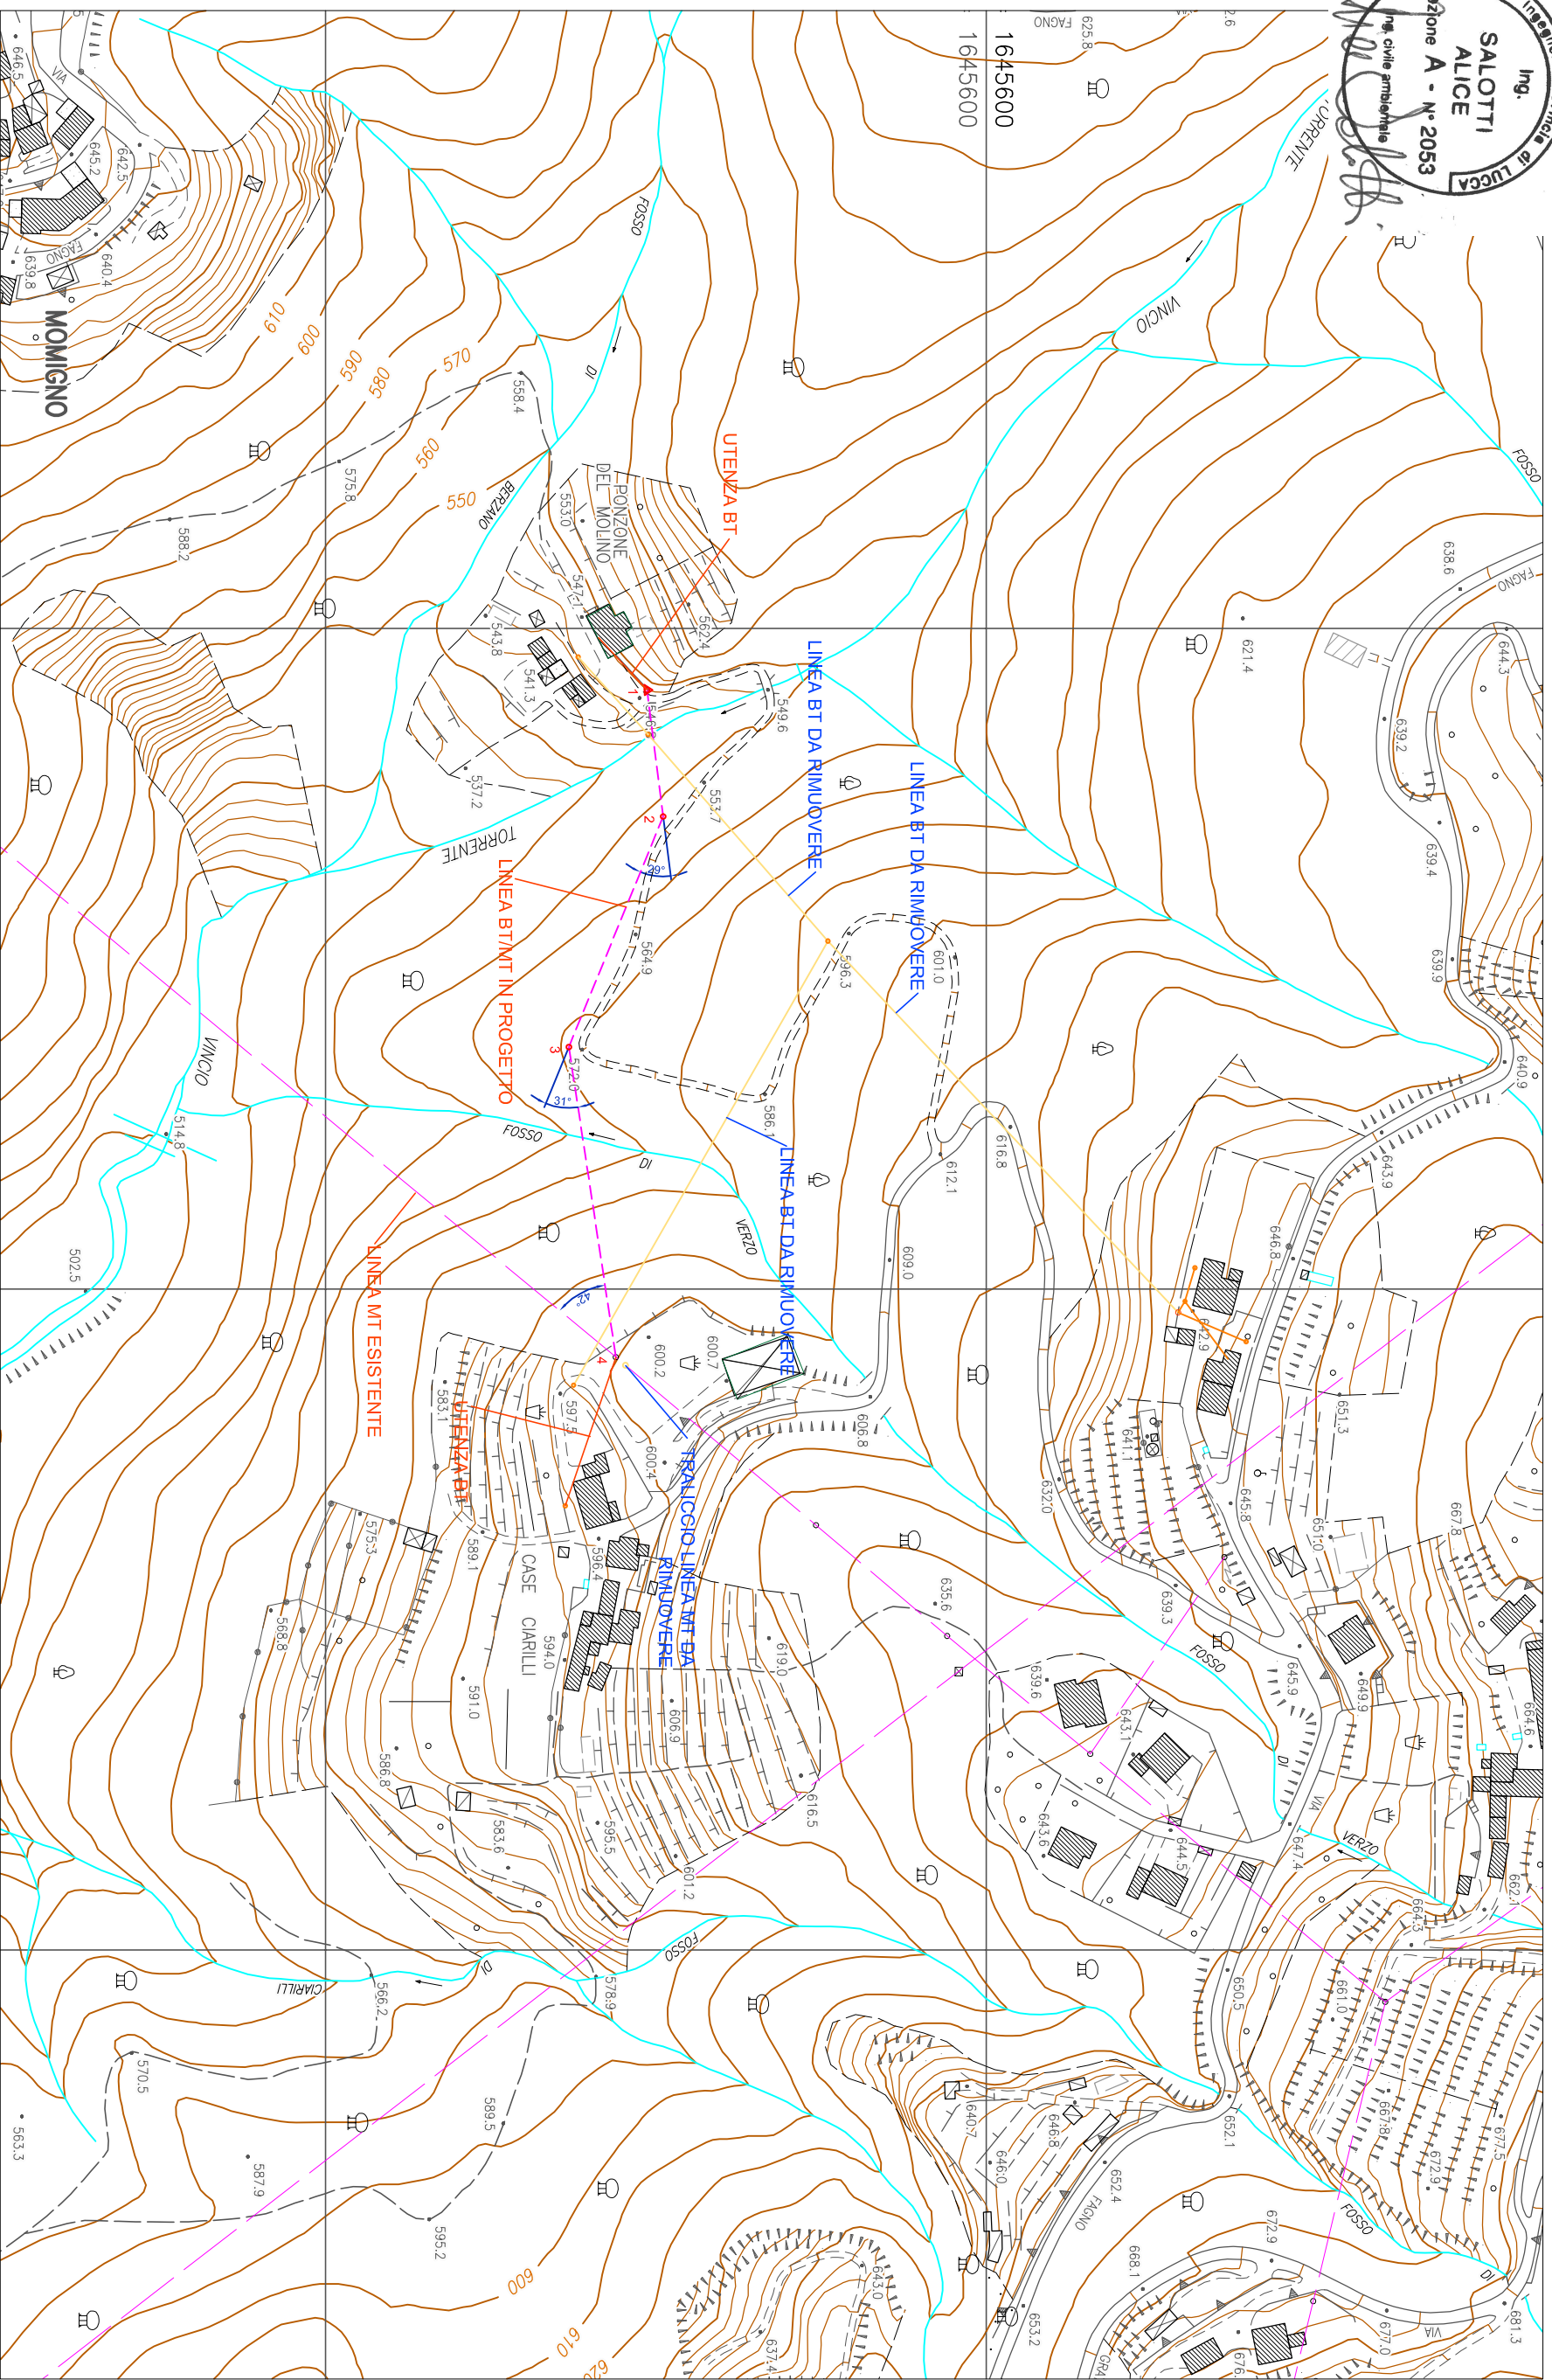 Ing.
SALOTTI
ALICE
A - N° 2053
Ing. civile ambientale
di LUCCA
1645600
1645600
625.8
FAGNO
TORRENTE
VINCIO
FOSSO
646.5
VIA
645.2
642.5
640.4
639.8
FAGNO
MOMIGNO
610
600
590
580
570
560
550
FOSSO
DI
BERZANO
558.4
575.8
588.2
PONZONE
DEL MOLINO
553.0
547.1
562.4
543.8
541.3
537.2
549.6
553.7
UTENZA BT
LINEA BT DA RIMUOVERE
LINEA BT DA RIMUOVERE
1
2
29°
LINEA BT/MT IN PROGETTO
564.9
3
572.0
31°
TORRENTE
VINCIO
514.8
502.5
596.3
601.0
586.1
612.1
616.8
609.0
606.8
FOSSO
DI
VERZO
LINEA BT DA RIMUOVERE
LINEA MT ESISTENTE
42°
4
UTENZA BT
TRALICCIO LINEA MT DA
RIMUOVERE
600.2
600.7
597.5
600.4
583.1
589.1
596.4
594.0
CASE CIARILLI
575.3
568.8
591.0
586.8
583.6
595.5
606.9
619.0
616.5
601.2
638.6
FAGNO
644.3
621.4
639.2
639.4
639.9
640.9
643.9
646.8
642.9
641.1
651.3
645.8
651.0
632.0
639.3
635.6
667.8
645.9
649.9
664.6
FOSSO
DI
VERZO
639.6
643.1
643.6
644.5
VIA
647.4
662.1
664.3
650.5
661.0
667.8
677.5
672.9
652.1
FOSSO
DI
FOSSO
DI
CIARILLI
578.9
566.2
570.5
563.3
587.9
589.5
595.2
600
610
620
640.7
646.8
646.0
652.4
FAGNO
653.2
643.0
637.4
668.1
672.9
677.0
681.3
VIA